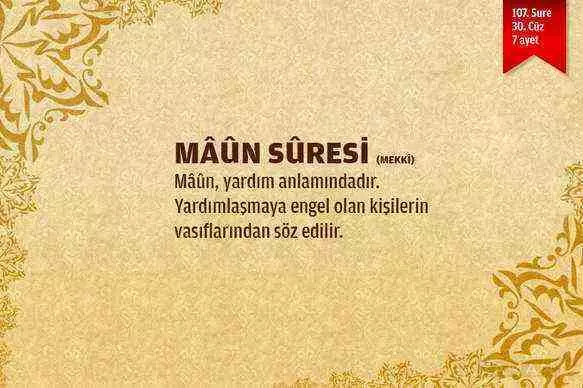 107. Sure
30. Cüz
7 ayet
MÂÛN SÛRESİ (MEKKÎ)
Mâûn, yardım anlamındadır.
Yardımlaşmaya engel olan kişilerin
vasıflarından söz edilir.